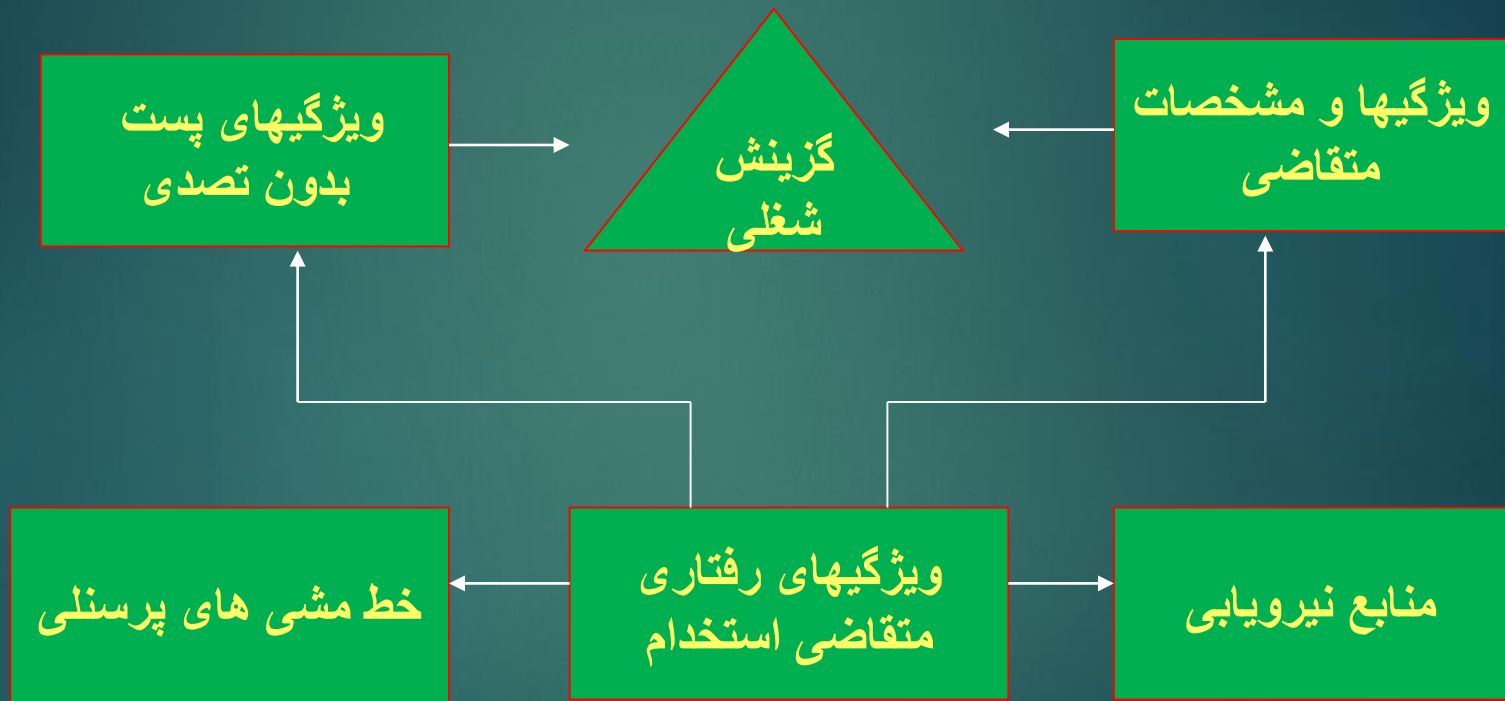 ویژگیها و مشخصات
متقاضی
گزینش
شغلی
ویژگیهای پست
بدون تصدی
منابع نیرویابی
ویژگیهای رفتاری
متقاضی استخدام
خط مشی های پرسنلی